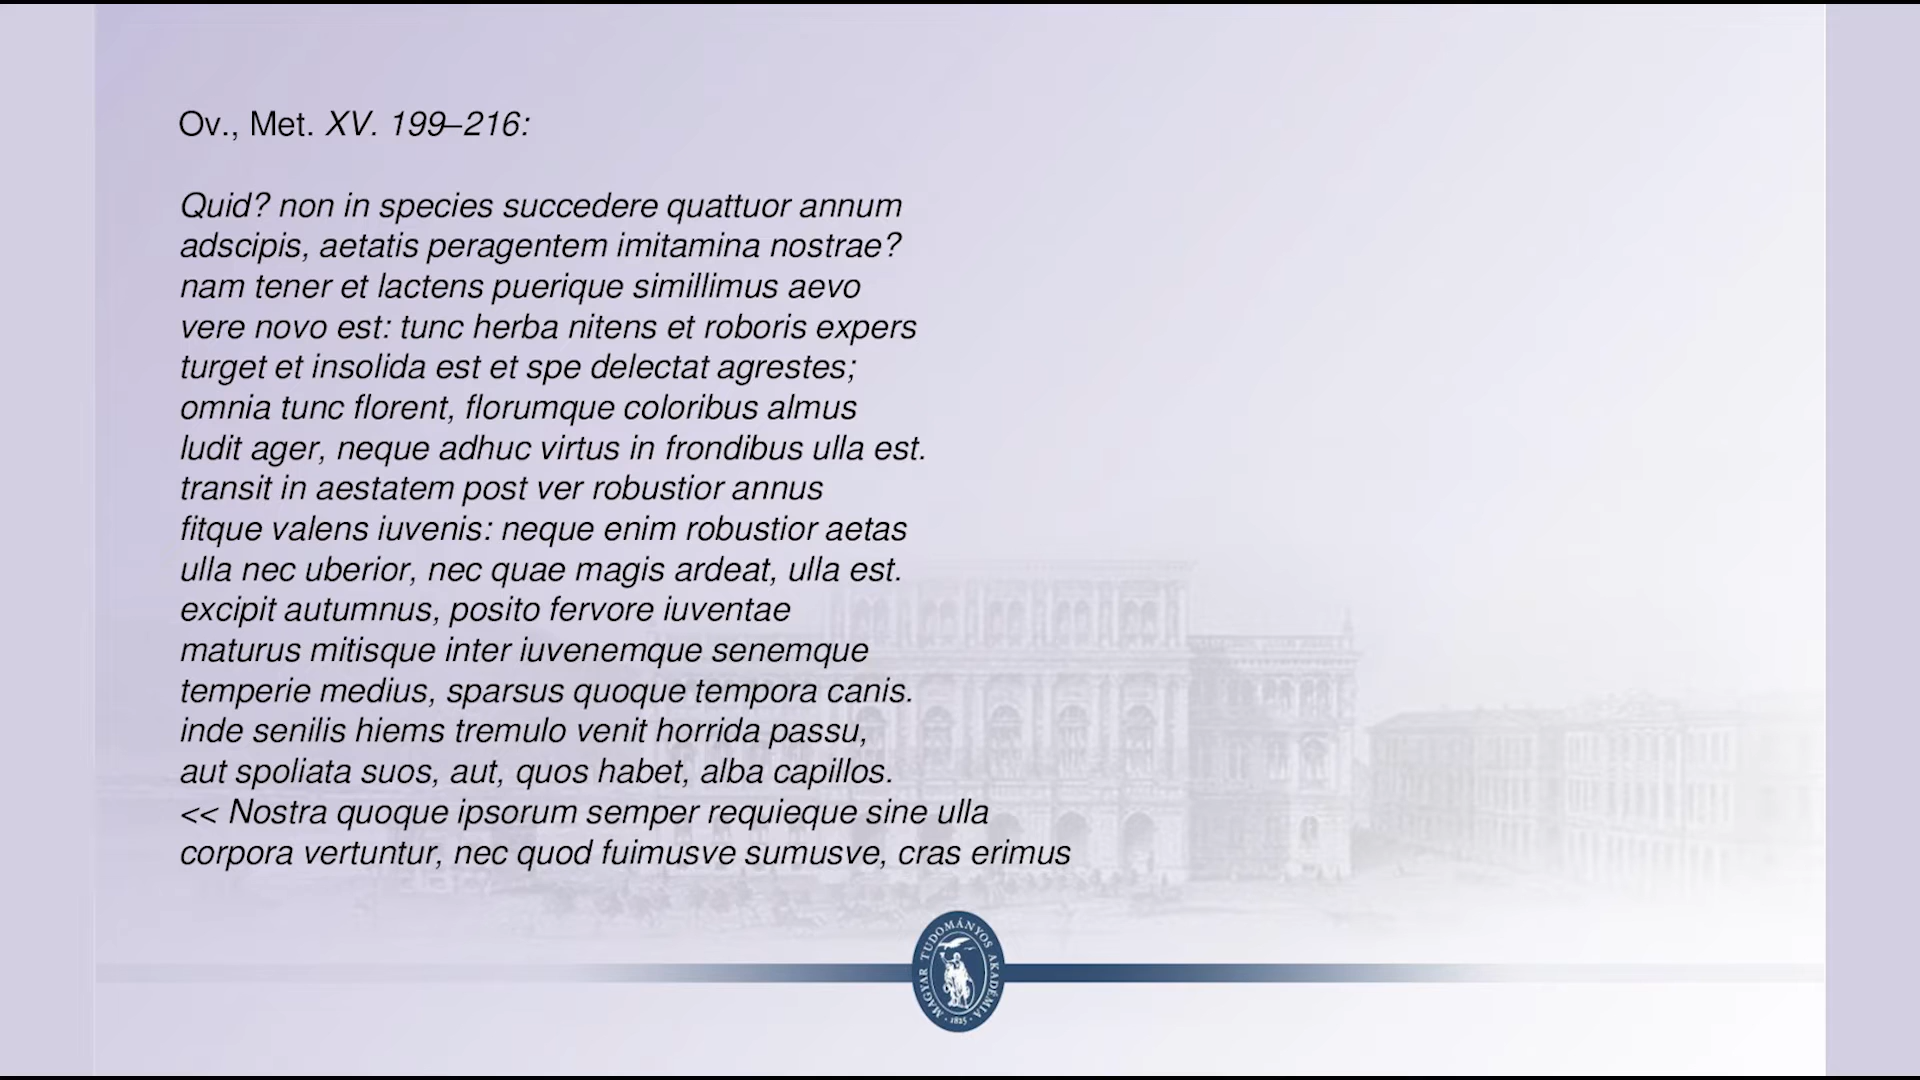 Ov., Met. XV. 199–216:
Quid? non in species succedere quattuor annum
adscipis, aetatis peragentem imitamina nostrae?
nam tener et lactens puerique simillimus aevo
vere novo est: tunc herba nitens et roboris expers
turget et insolida est et spe delectat agrestes;
omnia tunc florent, florumque coloribus almus
ludit ager, neque adhuc virtus in frondibus ulla est.
transit in aestatem post ver robustior annus
fitque valens iuvenis: neque enim robustior aetas
ulla nec uberior, nec quae magis ardeat, ulla est.
excipit autumnus, posito fervore iuventae
maturus mitisque inter iuvenemque senemque
temperie medius, sparsus quoque tempora canis.
inde senilis hiems tremulo venit horrida passu,
aut spoliata suos, aut, quos habet, alba capillos.
<< Nostra quoque ipsorum semper requieque sine ulla
corpora vertuntur, nec quod fuimusve sumusve, cras erimus
MAGYAR TUDOMÁNYOS AKADÉMIA
· 1825 ·